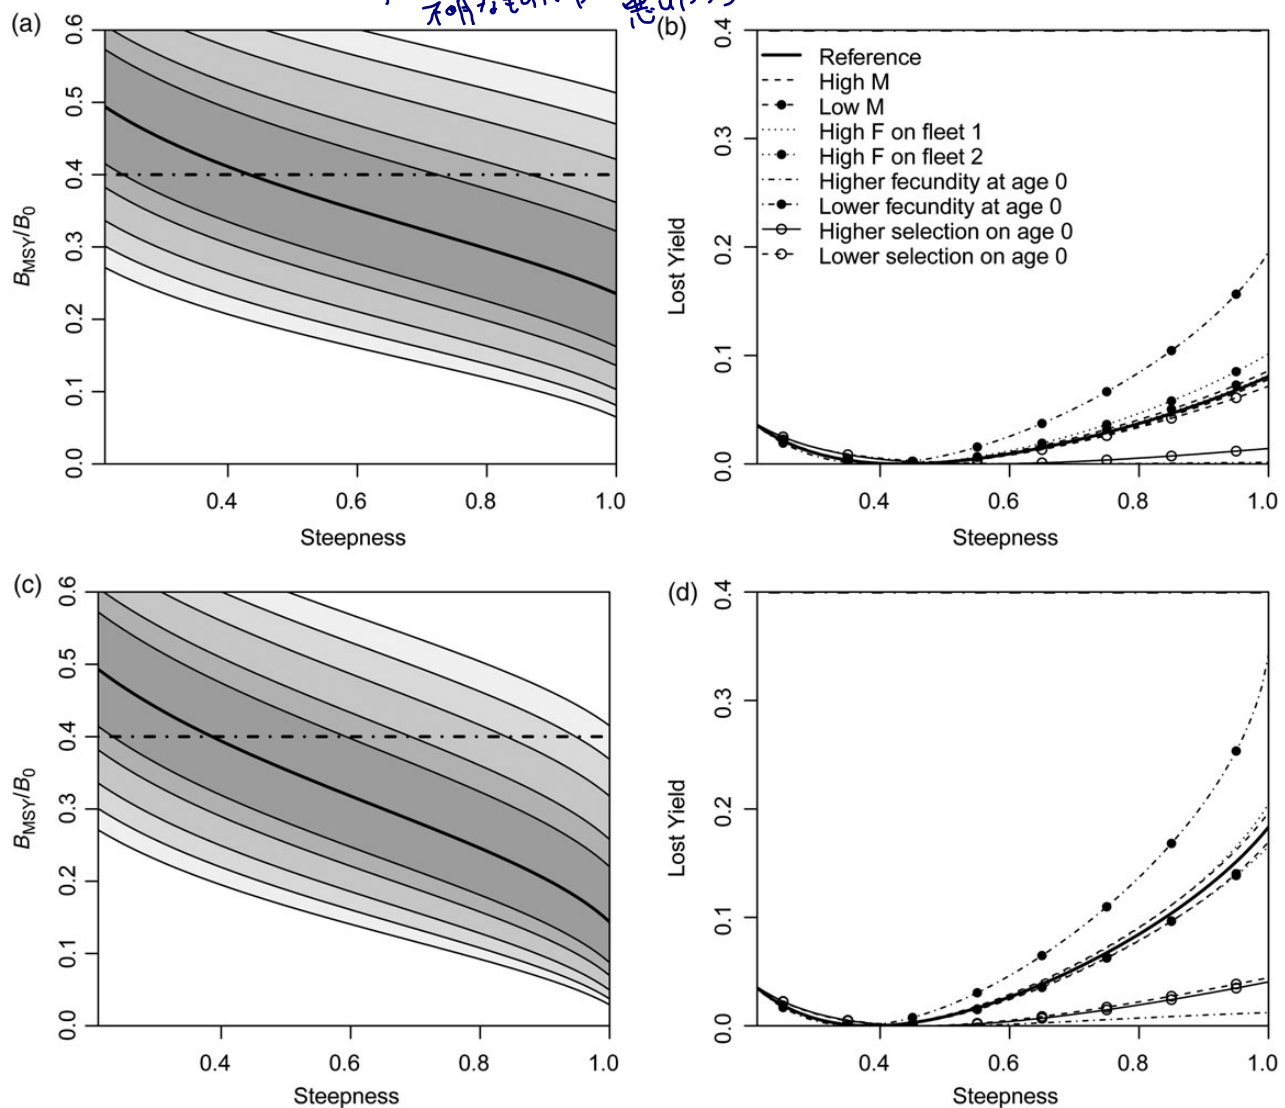 (a)
0.6
0.5
0.4
0.3
0.2
0.1
0.0
B_MSY/B_0
0.4 0.6 0.8 1.0
Steepness
(b)
0.4
0.3
0.2
0.1
0.0
Lost Yield
Reference
High M
Low M
High F on fleet 1
High F on fleet 2
Higher fecundity at age 0
Lower fecundity at age 0
Higher selection on age 0
Lower selection on age 0
0.4 0.6 0.8 1.0
Steepness
(c)
0.6
0.5
0.4
0.3
0.2
0.1
0.0
B_MSY/B_0
0.4 0.6 0.8 1.0
Steepness
(d)
0.4
0.3
0.2
0.1
0.0
Lost Yield
0.4 0.6 0.8 1.0
Steepness